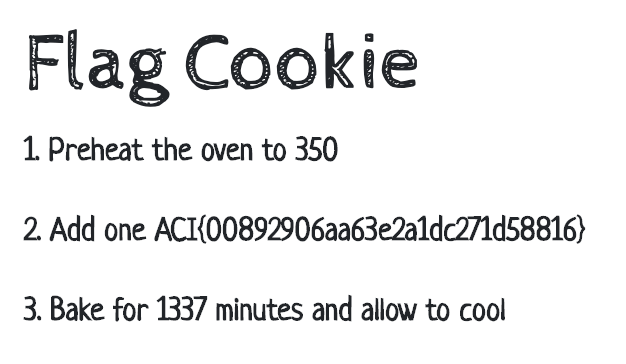 Flag Cookie
1. Preheat the oven to 350
2. Add one ACI{00892906aa63e2a1dc271d58816}
3. Bake for 1337 minutes and allow to cool